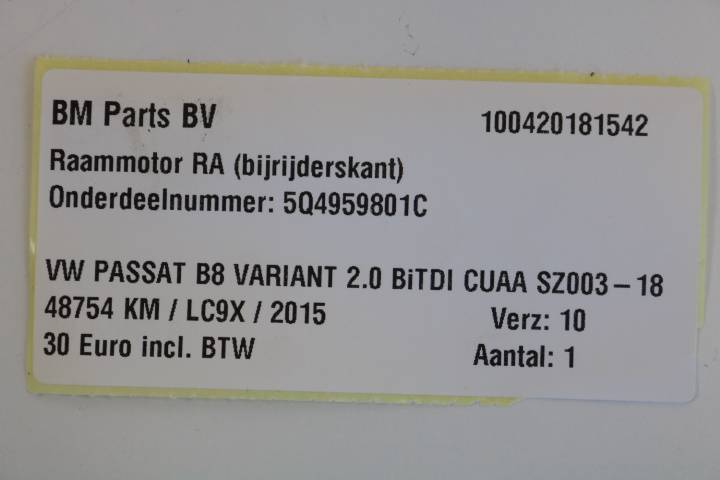 BM Parts BV 100420181542
Raammotor RA (bijrijderskant)
Onderdeelnummer: 5Q4959801C
VW PASSAT B8 VARIANT 2.0 BiTDI CUAA SZ003-18
48754 KM / LC9X / 2015 Verz: 10
30 Euro incl. BTW Aantal: 1